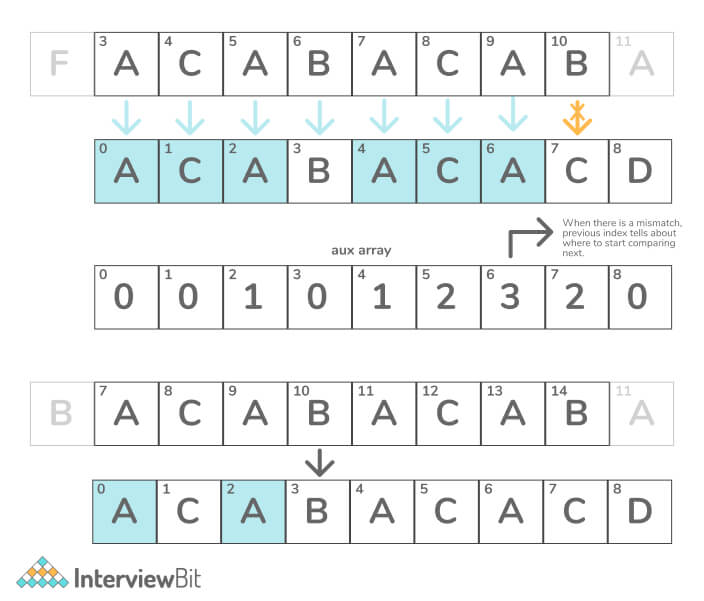 3 4 5 6 7 8 9 10 11
F A C A B A C A B A
0 1 2 3 4 5 6 7 8
A C A B A C A C D
When there is a mismatch,
previous index tells about
where to start comparing
next.
aux array
0 1 2 3 4 5 6 7 8
0 0 1 0 1 2 3 2 0
7 8 9 10 11 12 13 14 11
B A C A B A C A B A
0 1 2 3 4 5 6 7 8
A C A B A C A C D
InterviewBit